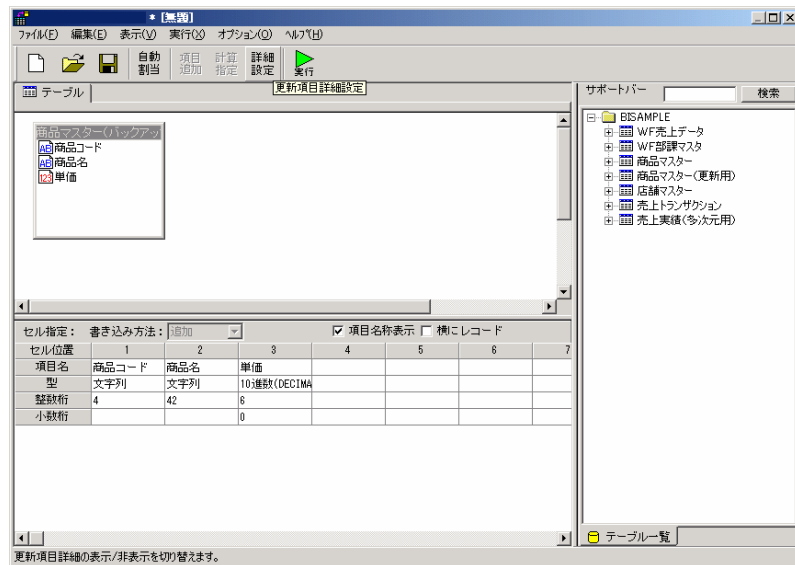 * [無題]
ﾌｧｲﾙ(F) 編集(E) 表示(V) 実行(X) オプション(O) ﾍﾙﾌﾟ(H)
自動割当 項目追加 計算指定 詳細設定 実行
更新項目詳細設定
テーブル
サポートバー 検索
商品マスター(バックアッ
AB 商品コード
AB 商品名
123 単価
BISAMPLE
WF売上データ
WF部課マスタ
商品マスター
商品マスター(更新用)
店舗マスター
売上トランザクション
売上実績(多次元用)
セル指定： 書き込み方法： 追加 項目名称表示 横にレコード
セル位置 1 2 3 4 5 6 7
項目名 商品コード 商品名 単価
型 文字列 文字列 10進数(DECIMA
整数桁 4 42 6
小数桁 0
テーブル一覧
更新項目詳細の表示/非表示を切り替えます。